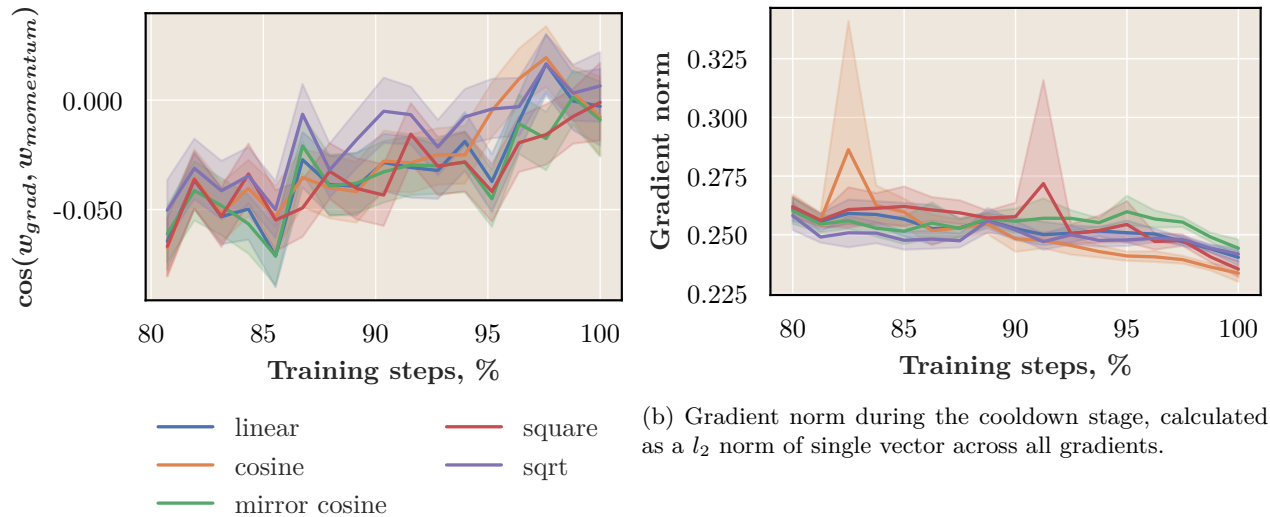 cos(w_grad, w_momentum)
0.000
-0.050
80
85
90
95
100
Training steps, %
linear
cosine
mirror cosine
square
sqrt
Gradient norm
0.325
0.300
0.275
0.250
0.225
80
85
90
95
100
Training steps, %
(b) Gradient norm during the cooldown stage, calculated
as a l₂ norm of single vector across all gradients.